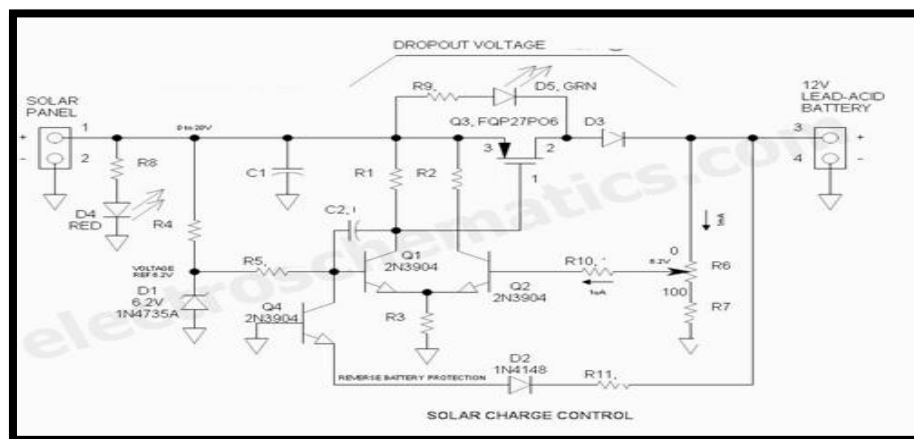 DROPOUT VOLTAGE
R9, D5, GRN
SOLAR
PANEL
12V
LEAD-ACID
BATTERY
Q3, FQP27P06
D3
+ 1
- 2
0 to 20V
3 2
1
3 +
4 -
R8
C1
R1
R2
D4
RED
R4
C2,
1mA
VOLTAGE
REF 6.2V
R5,
Q1
2N3904
R10,
6.2V
0
R6
100
1uA
D1
6.2V
1N4735A
Q4
2N3904
Q2
2N3904
R3
R7
D2
1N4148
R11,
REVERSE BATTERY PROTECTION
SOLAR CHARGE CONTROL
electroschematics.com